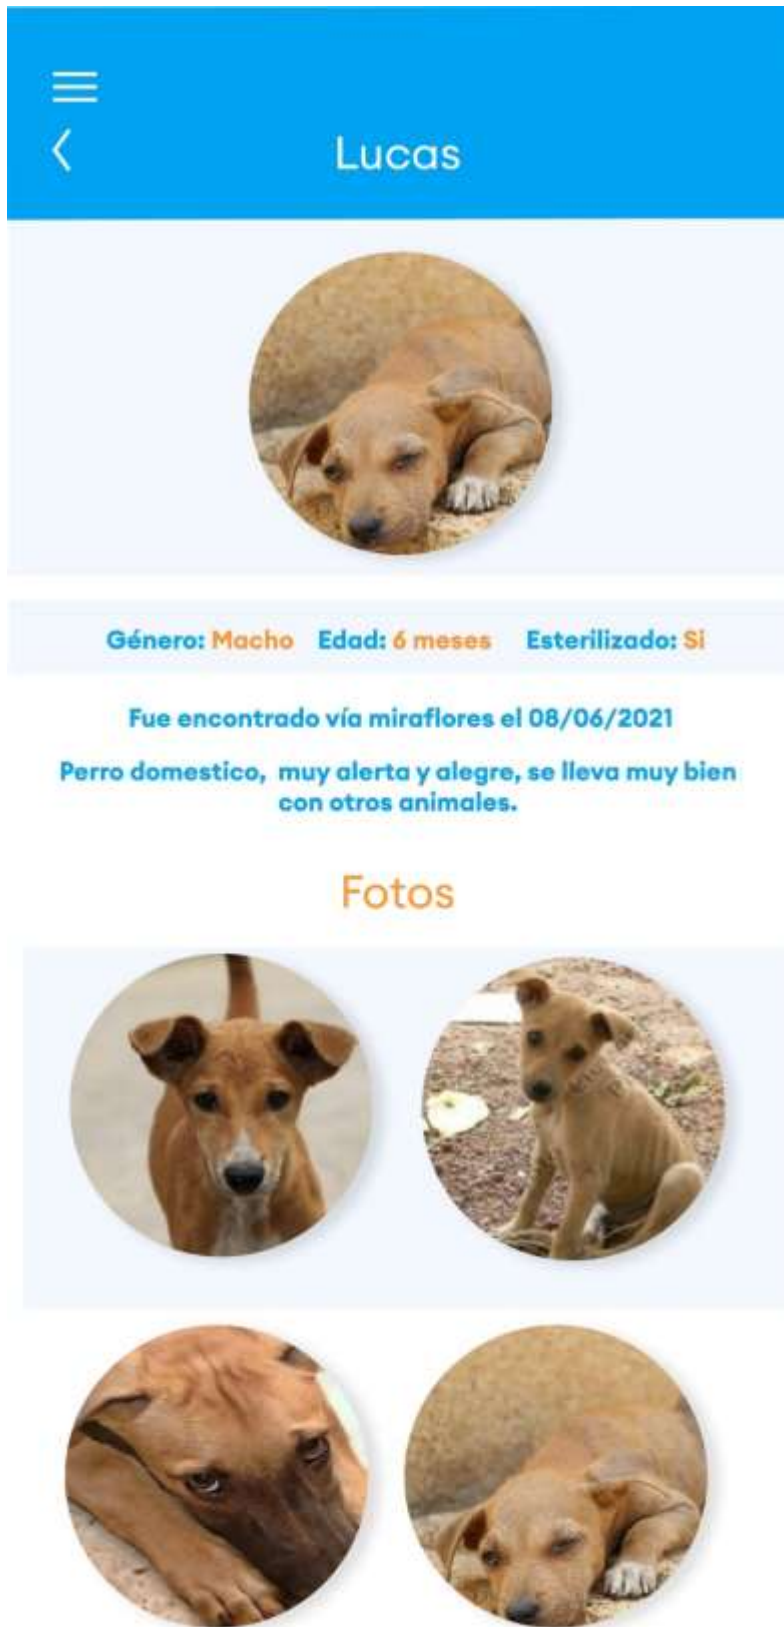 Lucas
Género: Macho Edad: 6 meses Esterilizado: Si
Fue encontrado vía miraflores el 08/06/2021
Perro domestico, muy alerta y alegre, se lleva muy bien
con otros animales.
Fotos